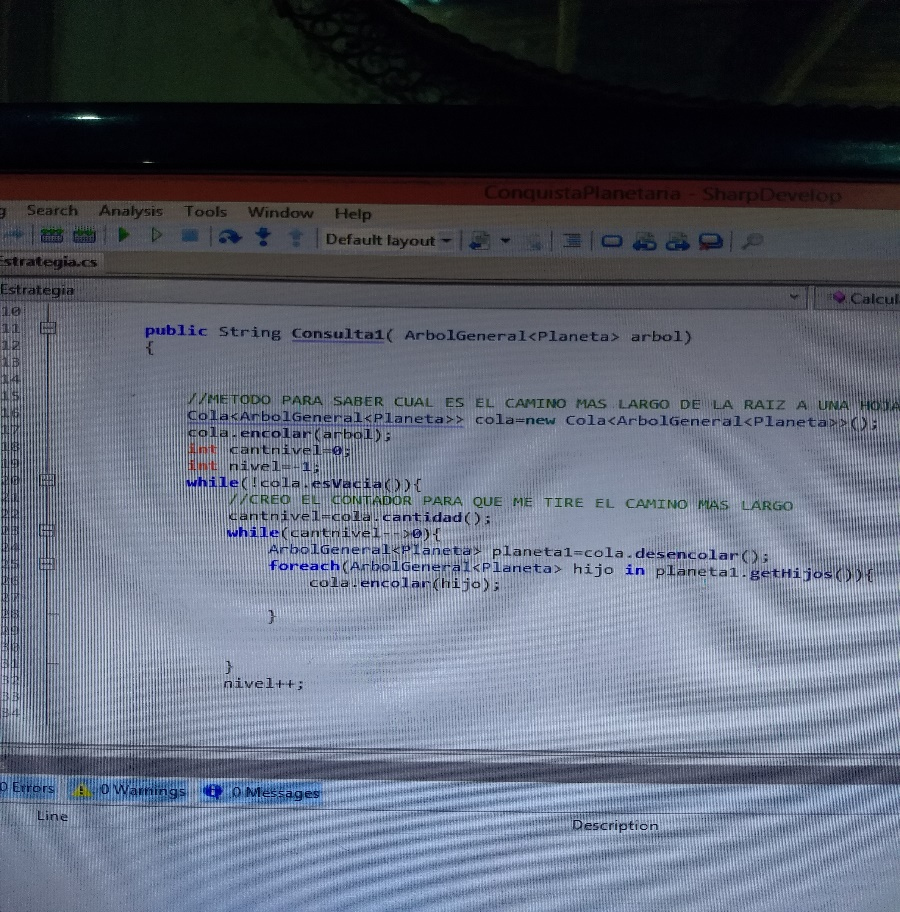 ConquistaPlanetaria - SharpDevelop
g Search Analysis Tools Window Help
Default layout
Estrategia.cs
Estrategia
Calcul
10
11 public String Consulta1( ArbolGeneral<Planeta> arbol)
12 {
13
14
15 //METODO PARA SABER CUAL ES EL CAMINO MAS LARGO DE LA RAIZ A UNA HOJA
16 Cola<ArbolGeneral<Planeta>> cola=new Cola<ArbolGeneral<Planeta>>();
17 cola.encolar(arbol);
18 int cantnivel=0;
19 int nivel=-1;
20 while(!cola.esVacia()){
21 //CREO EL CONTADOR PARA QUE ME TIRE EL CAMINO MAS LARGO
22 cantnivel=cola.cantidad();
23 while(cantnivel-->0){
24 ArbolGeneral<Planeta> planeta1=cola.desencolar();
25 foreach(ArbolGeneral<Planeta> hijo in planeta1.getHijos()){
26 cola.encolar(hijo);
27
28 }
29
30
31 }
32 nivel++;
33
34
0 Errors 0 Warnings 0 Messages
Line Description